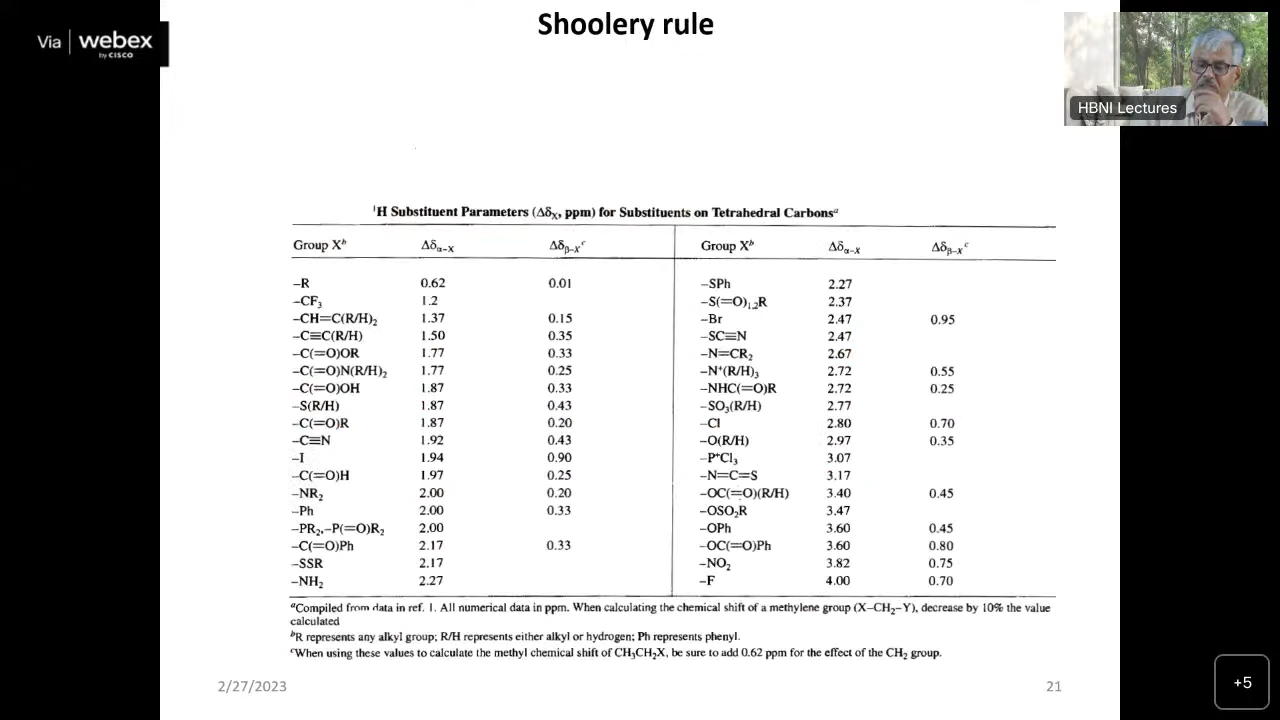 Shoolery rule
Via webex
by CISCO
HBNI Lectures
¹H Substituent Parameters (Δδₓ, ppm) for Substituents on Tetrahedral Carbonsᵃ
Group Xᵇ Δδα–X Δδβ–Xᶜ Group Xᵇ Δδα–X Δδβ–Xᶜ
–R 0.62 0.01 –SPh 2.27
–CF₃ 1.2 –S(=O)₁,₂R 2.37
–CH=C(R/H)₂ 1.37 0.15 –Br 2.47 0.95
–C≡C(R/H) 1.50 0.35 –SC≡N 2.47
–C(=O)OR 1.77 0.33 –N=CR₂ 2.67
–C(=O)N(R/H)₂ 1.77 0.25 –N⁺(R/H)₃ 2.72 0.55
–C(=O)OH 1.87 0.33 –NHC(=O)R 2.72 0.25
–S(R/H) 1.87 0.43 –SO₃(R/H) 2.77
–C(=O)R 1.87 0.20 –Cl 2.80 0.70
–C≡N 1.92 0.43 –O(R/H) 2.97 0.35
–I 1.94 0.90 –P⁺Cl₃ 3.07
–C(=O)H 1.97 0.25 –N=C=S 3.17
–NR₂ 2.00 0.20 –OC(=O)(R/H) 3.40 0.45
–Ph 2.00 0.33 –OSO₂R 3.47
–PR₂,–P(=O)R₂ 2.00 –OPh 3.60 0.45
–C(=O)Ph 2.17 0.33 –OC(=O)Ph 3.60 0.80
–SSR 2.17 –NO₂ 3.82 0.75
–NH₂ 2.27 –F 4.00 0.70
ᵃCompiled from data in ref. 1. All numerical data in ppm. When calculating the chemical shift of a methylene group (X–CH₂–Y), decrease by 10% the value
calculated
ᵇR represents any alkyl group; R/H represents either alkyl or hydrogen; Ph represents phenyl.
ᶜWhen using these values to calculate the methyl chemical shift of CH₃CH₂X, be sure to add 0.62 ppm for the effect of the CH₂ group.
2/27/2023
21
+5